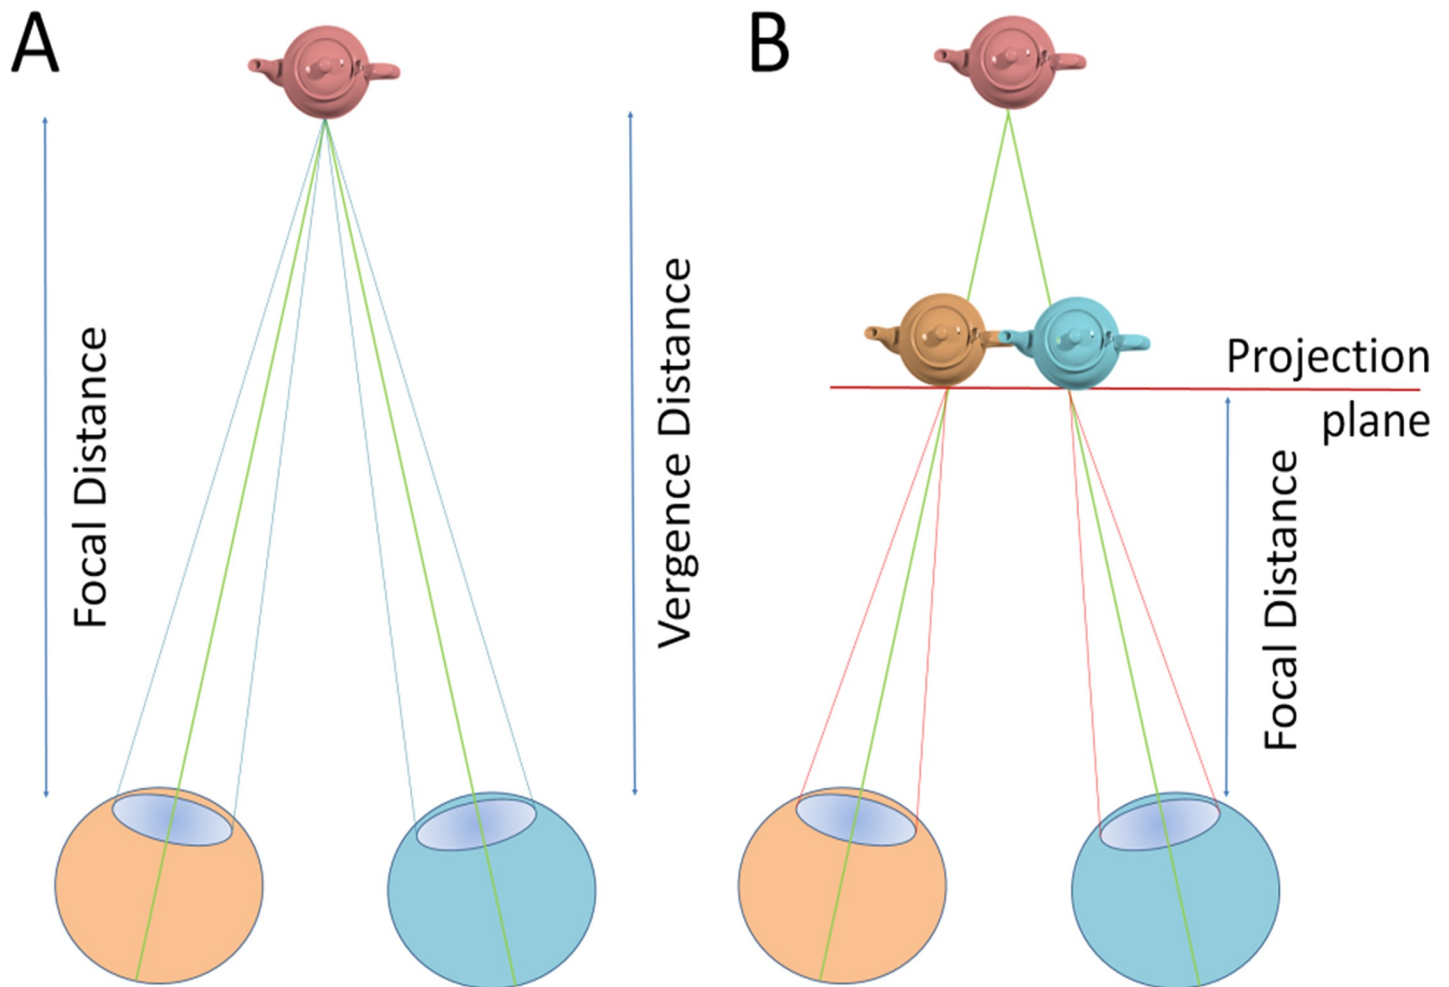 A
B
Focal Distance
Vergence Distance
Projection
plane
Focal Distance